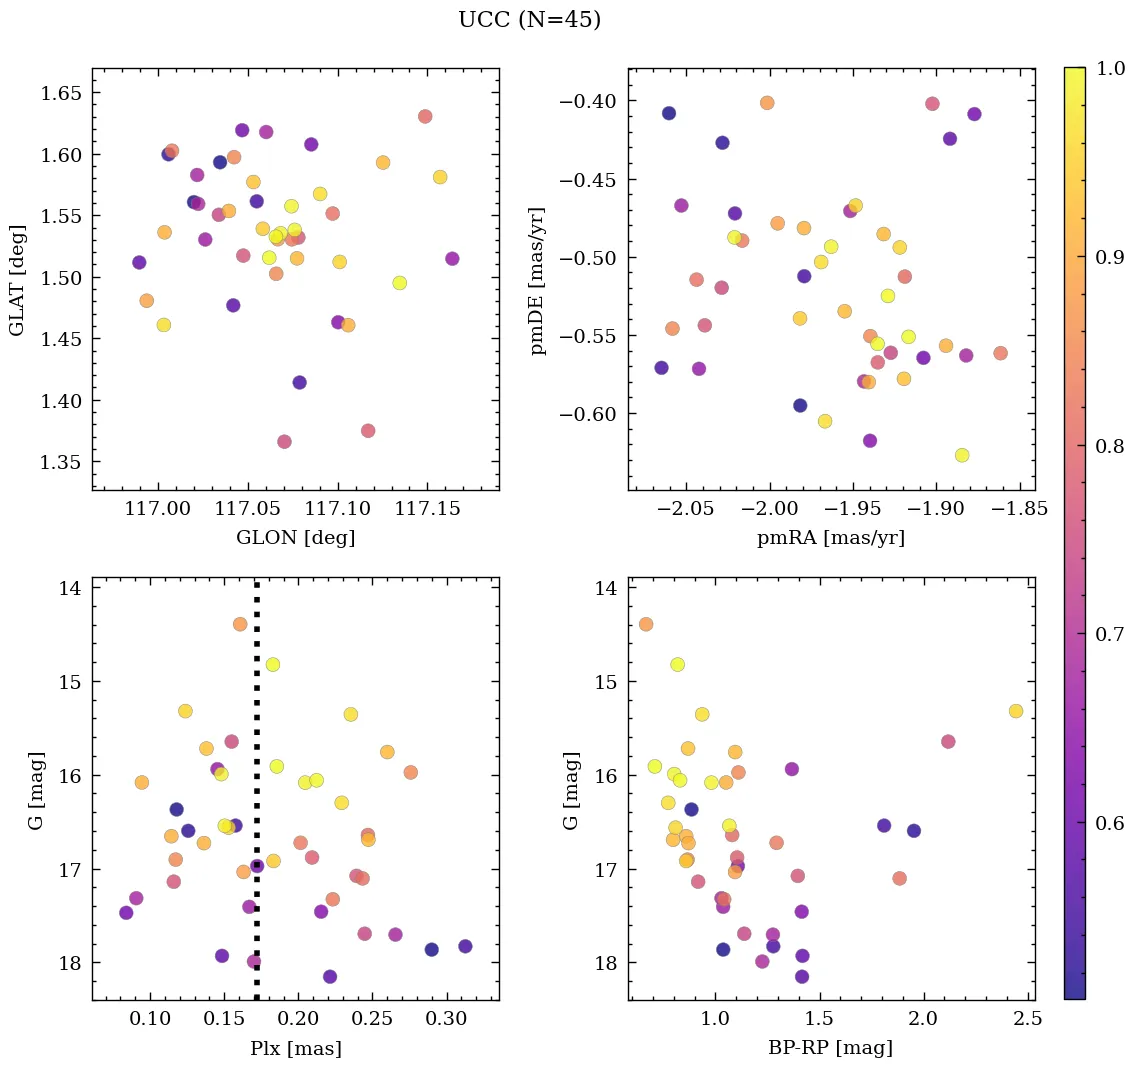 UCC (N=45)
1.65
1.60
1.55
1.50
1.45
1.40
1.35
GLAT [deg]
117.00 117.05 117.10 117.15
GLON [deg]
−0.40
−0.45
−0.50
−0.55
−0.60
pmDE [mas/yr]
−2.05 −2.00 −1.95 −1.90 −1.85
pmRA [mas/yr]
14
15
16
17
18
G [mag]
0.10 0.15 0.20 0.25 0.30
Plx [mas]
14
15
16
17
18
G [mag]
1.0 1.5 2.0 2.5
BP-RP [mag]
1.0
0.9
0.8
0.7
0.6